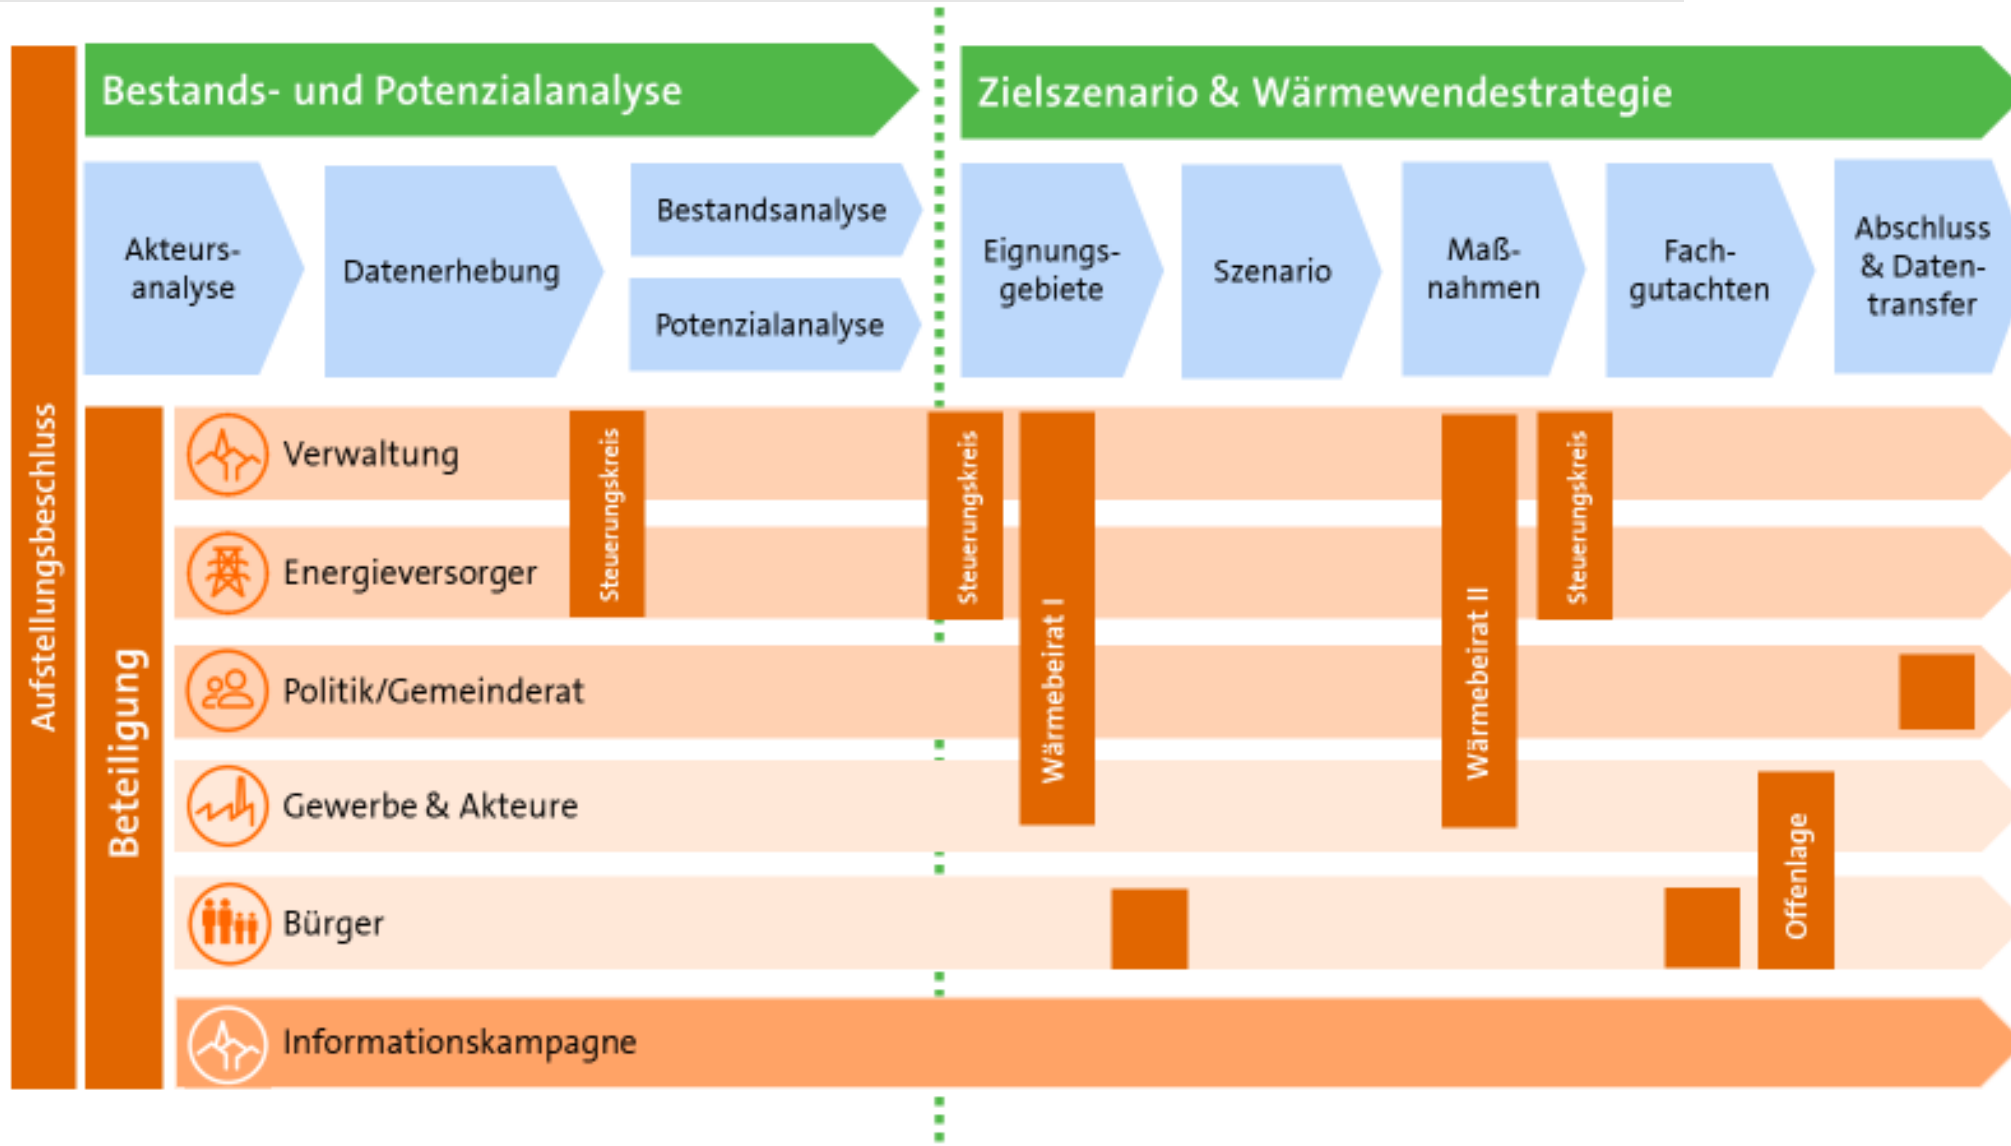 Aufstellungsbeschluss
Bestands- und Potenzialanalyse
Zielszenario & Wärmewendestrategie
Akteurs-
analyse
Datenerhebung
Bestandsanalyse
Potenzialanalyse
Eignungs-
gebiete
Szenario
Maß-
nahmen
Fach-
gutachten
Abschluss
& Daten-
transfer
Beteiligung
Verwaltung
Energieversorger
Politik/Gemeinderat
Gewerbe & Akteure
Bürger
Informationskampagne
Steuerungskreis
Steuerungskreis
Wärmebeirat I
Wärmebeirat II
Steuerungskreis
Offenlage